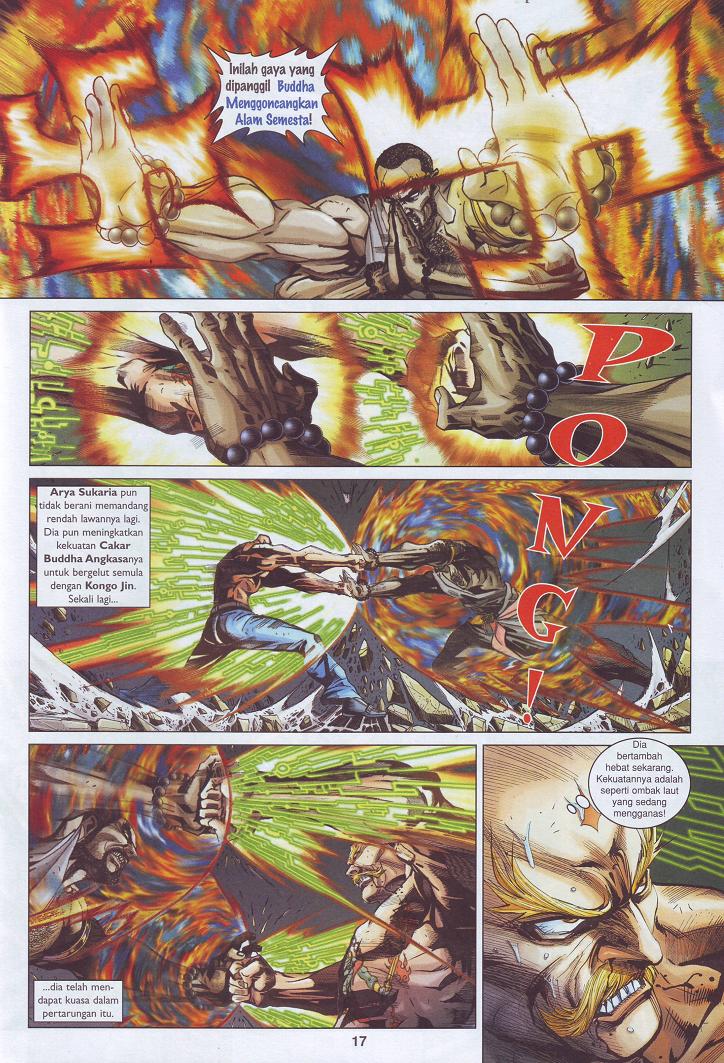 Inilah gaya yang
dipanggil Buddha
Menggoncangkan
Alam Semesta!
PONG!
Arya Sukaria pun
tidak berani memandang
rendah lawannya lagi.
Dia pun meningkatkan
kekuatan Cakar
Buddha Angkasanya
untuk bergelut semula
dengan Kongo Jin.
Sekali lagi...
...dia telah men-
dapat kuasa dalam
pertarungan itu.
Dia
bertambah
hebat sekarang.
Kekuatannya adalah
seperti ombak laut
yang sedang
mengganas!
17